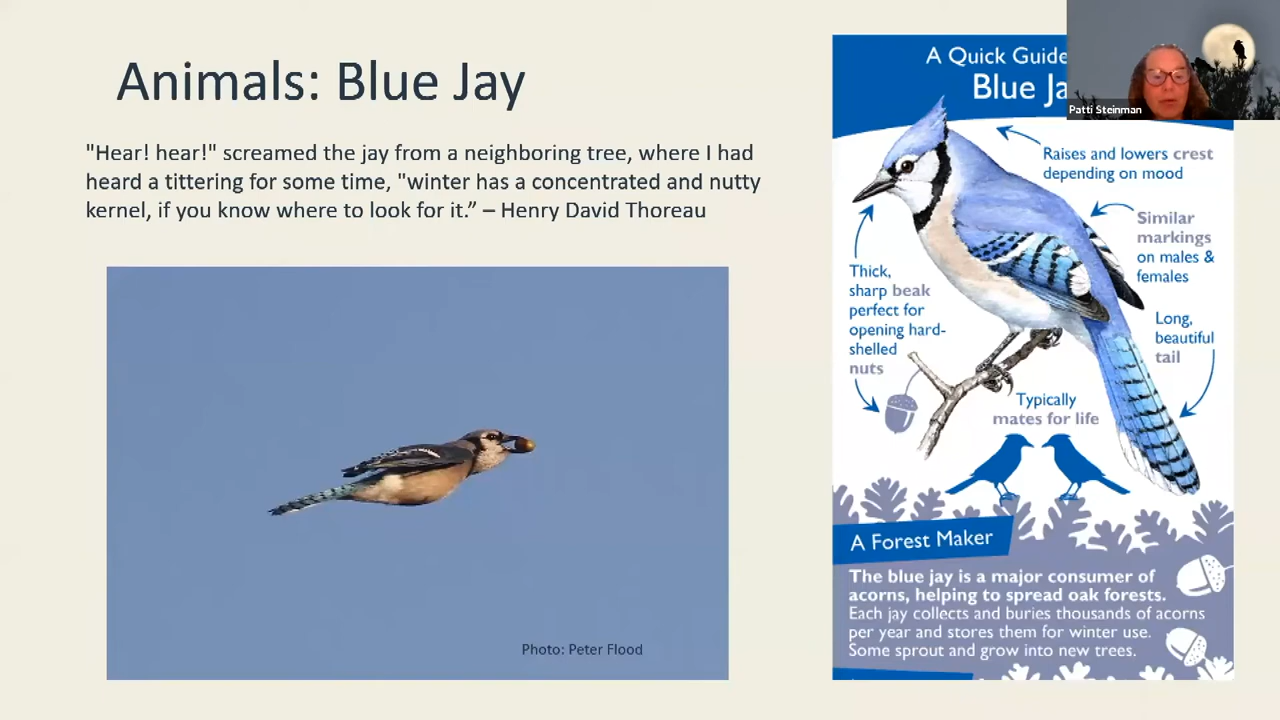 Animals: Blue Jay
"Hear! hear!" screamed the jay from a neighboring tree, where I had
heard a tittering for some time, "winter has a concentrated and nutty
kernel, if you know where to look for it.” – Henry David Thoreau
Photo: Peter Flood
A Quick Guide
Blue Ja
Patti Steinman
Raises and lowers crest
depending on mood
Similar
markings
on males &
females
Thick,
sharp beak
perfect for
opening hard-
shelled
nuts
Long,
beautiful
tail
Typically
mates for life
A Forest Maker
The blue jay is a major consumer of
acorns, helping to spread oak forests.
Each jay collects and buries thousands of acorns
per year and stores them for winter use.
Some sprout and grow into new trees.